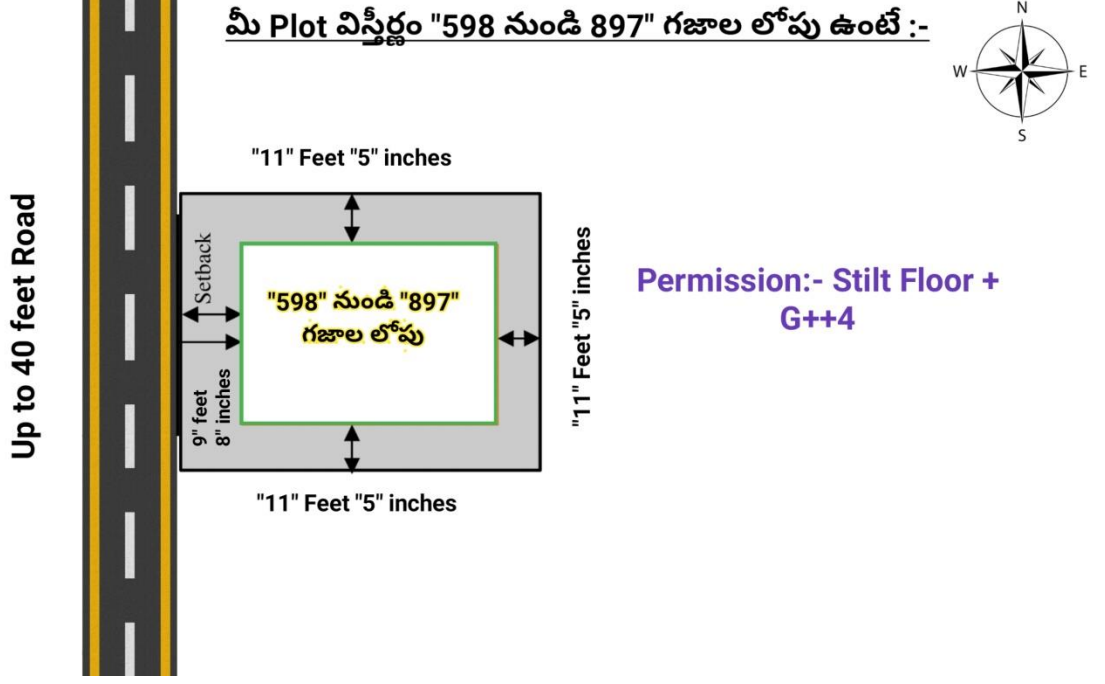 మీ Plot విస్తీర్ణం "598 నుండి 897" గజాల లోపు ఉంటే :-
N
W E
S
"11" Feet "5" inches
Up to 40 feet Road
Setback
"598" నుండి "897"
గజాల లోపు
9" feet
8" inches
"11" Feet "5" inches
Permission:- Stilt Floor +
G++4
"11" Feet "5" inches